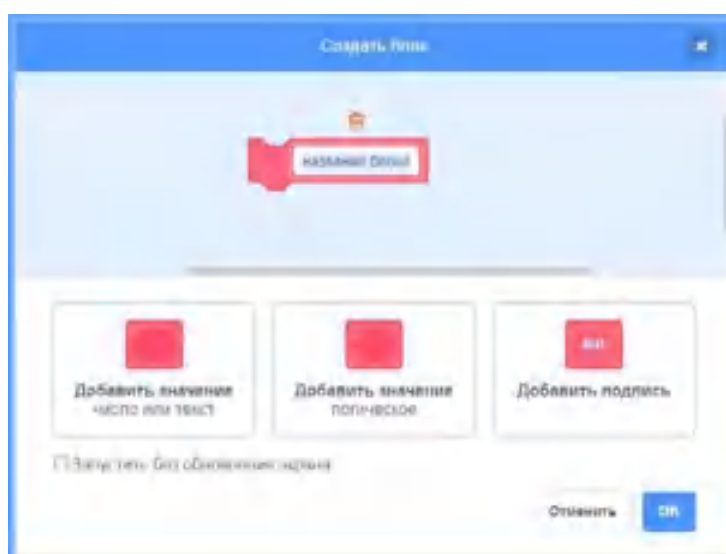 Создать блок
название блока
Добавить значение
число или текст
Добавить значение
логическое
Добавить подпись
Запустить без обновления экрана
Отменить
OK